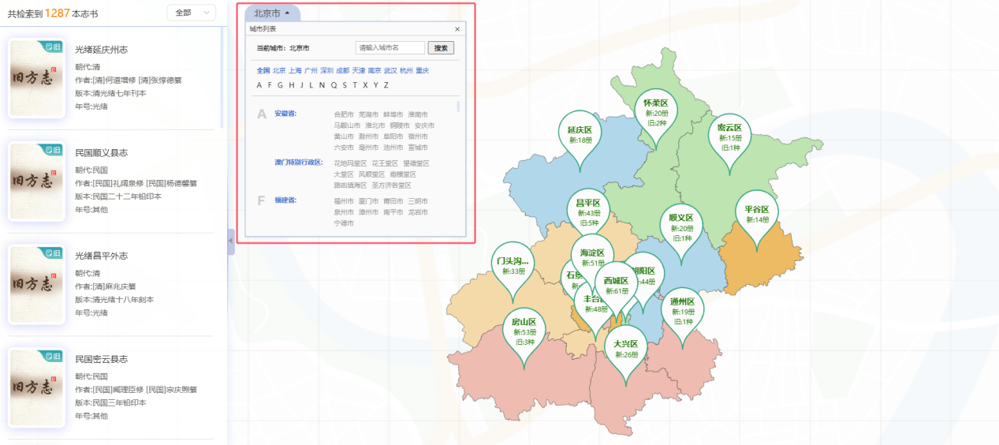 共检索到 1287 本志书
全部
旧
旧方志
光绪延庆州志
朝代:清
作者:[清]何道增修 [清]张惇德纂
版本:清光绪七年刊本
年号:光绪
旧
旧方志
民国顺义县志
朝代:民国
作者:[民国]礼阔泉修 [民国]杨德馨纂
版本:民国二十二年铅印本
年号:其他
旧
旧方志
光绪昌平外志
朝代:清
作者:[清]麻兆庆纂
版本:清光绪十八年刻本
年号:光绪
旧
旧方志
民国密云县志
朝代:民国
作者:[民国]臧理臣修 [民国]宗庆煦纂
版本:民国三年铅印本
年号:其他
北京市
城市列表 ×
当前城市：北京市
请输入城市名
搜索
全国 北京 上海 广州 深圳 成都 天津 南京 武汉 杭州 重庆
A F G H J L N Q S T X Y Z
A 安徽省: 合肥市 芜湖市 蚌埠市 淮南市
马鞍山市 淮北市 铜陵市 安庆市
黄山市 滁州市 阜阳市 宿州市
六安市 亳州市 池州市 宣城市
澳门特别行政区: 花地玛堂区 花王堂区 望德堂区
大堂区 风顺堂区 嘉模堂区
路凼填海区 圣方济各堂区
F 福建省: 福州市 厦门市 莆田市 三明市
泉州市 漳州市 南平市 龙岩市
宁德市
怀柔区
新:20册
旧:2种
延庆区
新:18册
密云区
新:15册
旧:1种
昌平区
新:43册
旧:5种
顺义区
新:20册
旧:1种
平谷区
新:14册
海淀区
新:51册
门头沟...
新:33册
石景
新:
朝阳区
:44册
西城区
新:61册
丰台
新:48册
通州区
新:19册
旧:1种
房山区
新:53册
旧:3种
大兴区
新:26册